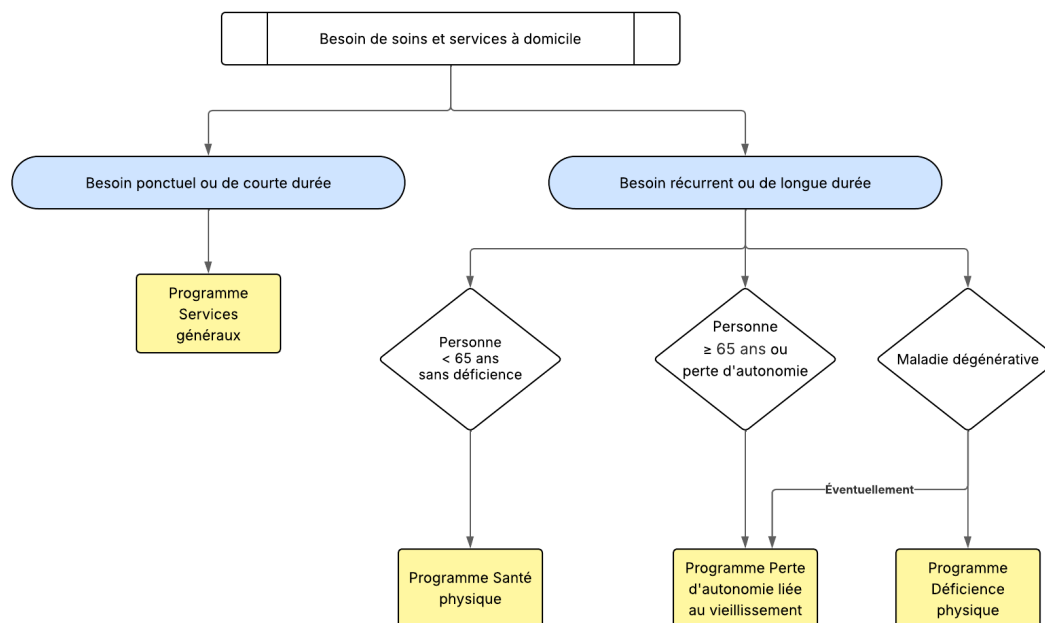 Besoin de soins et services à domicile
Besoin ponctuel ou de courte durée
Besoin récurrent ou de longue durée
Programme
Services
généraux
Personne
< 65 ans
sans déficience
Personne
≥ 65 ans ou
perte d'autonomie
Maladie dégénérative
Éventuellement
Programme Santé
physique
Programme Perte
d'autonomie liée
au vieillissement
Programme
Déficience
physique